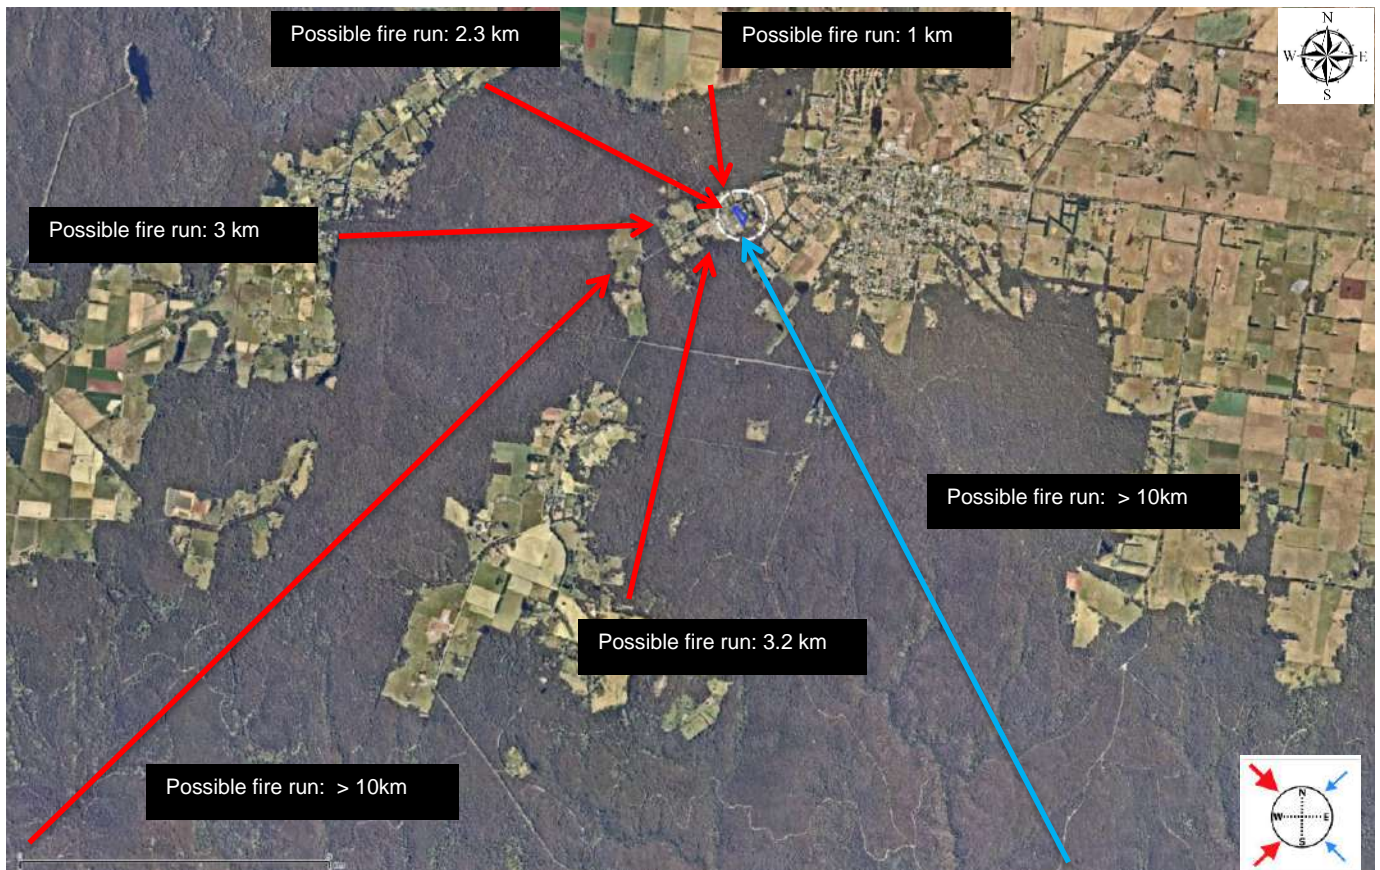 Possible fire run: 2.3 km
Possible fire run: 1 km
N
W E
S
Possible fire run: 3 km
Possible fire run: > 10km
Possible fire run: 3.2 km
Possible fire run: > 10km
N
W E
S